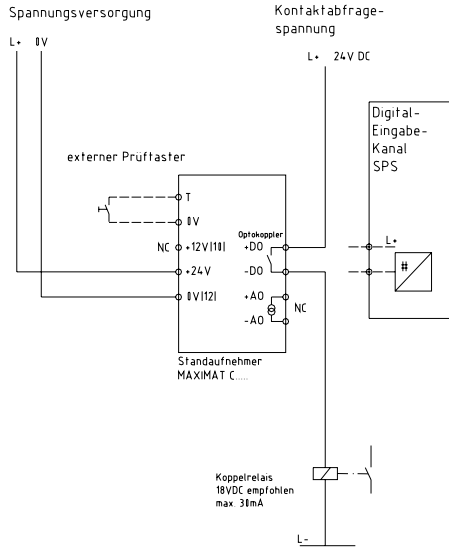 Spannungsversorgung
Kontaktabfrage-
spannung
L+ 0V
L+ 24V DC
Digital-
Eingabe-
Kanal
SPS
externer Prüftaster
T
0V
Optokoppler
NC +12V|10|
+DO
L+
+24V
-DO
#
0V|12|
+AO
NC
-AO
Standaufnehmer
MAXIMAT C.....
Koppelrelais
18VDC empfohlen
max. 30mA
L-